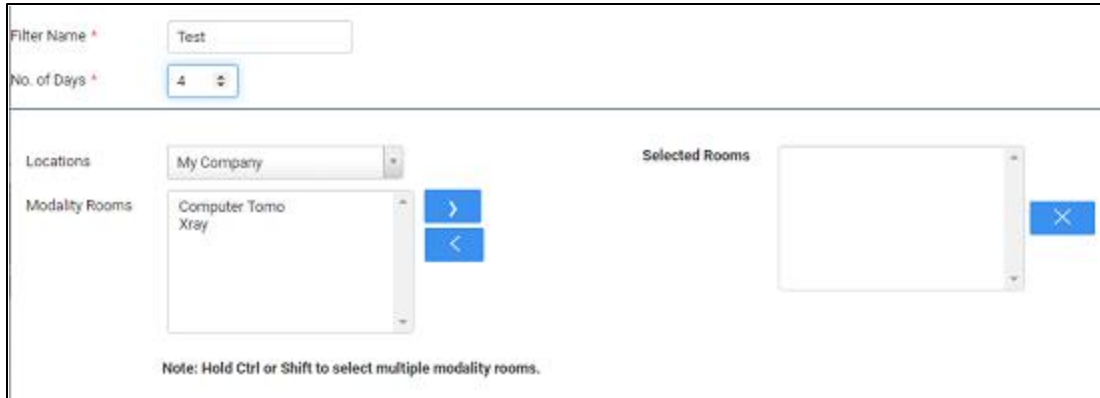 Filter Name *
Test
No. of Days *
4
Locations
My Company
Selected Rooms
Modality Rooms
Computer Tomo
Xray
Note: Hold Ctrl or Shift to select multiple modality rooms.